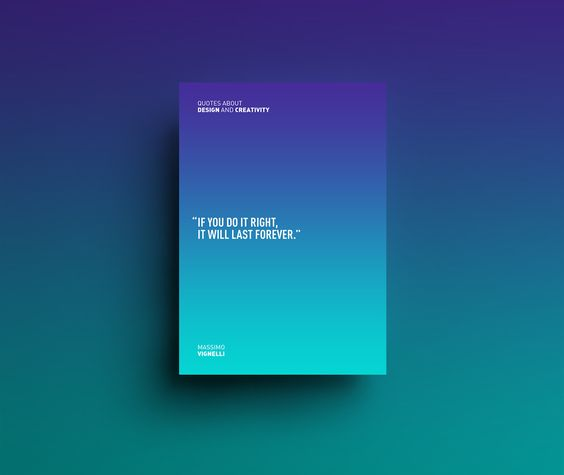 QUOTES ABOUT
DESIGN AND CREATIVITY
“IF YOU DO IT RIGHT,
IT WILL LAST FOREVER.”
MASSIMO
VIGNELLI